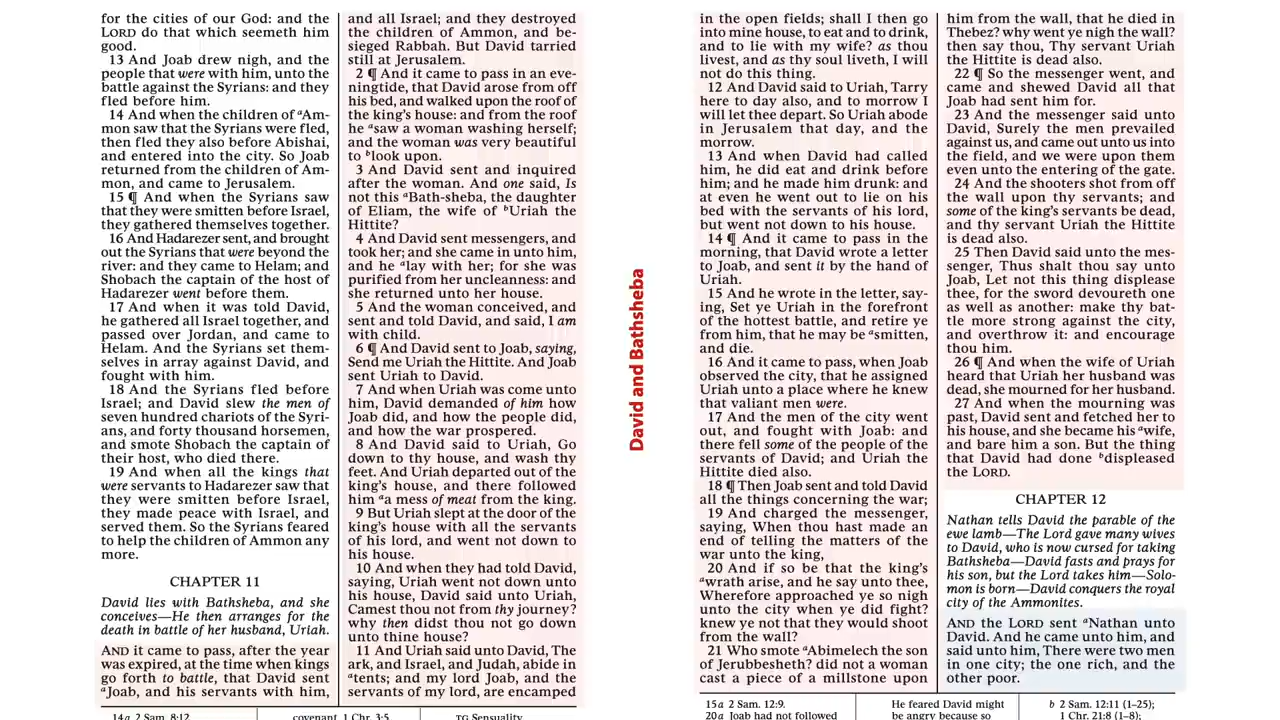 for the cities of our God: and the
LORD do that which seemeth him
good.
13 And Joab drew nigh, and the
people that were with him, unto the
battle against the Syrians: and they
fled before him.
14 And when the children of aAm-
mon saw that the Syrians were fled,
then fled they also before Abishai,
and entered into the city. So Joab
returned from the children of Am-
mon, and came to Jerusalem.
15 ¶ And when the Syrians saw
that they were smitten before Israel,
they gathered themselves together.
16 And Hadarezer sent, and brought
out the Syrians that were beyond the
river: and they came to Helam; and
Shobach the captain of the host of
Hadarezer went before them.
17 And when it was told David,
he gathered all Israel together, and
passed over Jordan, and came to
Helam. And the Syrians set them-
selves in array against David, and
fought with him.
18 And the Syrians fled before
Israel; and David slew the men of
seven hundred chariots of the Syri-
ans, and forty thousand horsemen,
and smote Shobach the captain of
their host, who died there.
19 And when all the kings that
were servants to Hadarezer saw that
they were smitten before Israel,
they made peace with Israel, and
served them. So the Syrians feared
to help the children of Ammon any
more.
CHAPTER 11
David lies with Bathsheba, and she
conceives—He then arranges for the
death in battle of her husband, Uriah.
AND it came to pass, after the year
was expired, at the time when kings
go forth to battle, that David sent
aJoab, and his servants with him,
14a 2 Sam. 8:12.
and all Israel; and they destroyed
the children of Ammon, and be-
sieged Rabbah. But David tarried
still at Jerusalem.
2 ¶ And it came to pass in an eve-
ningtide, that David arose from off
his bed, and walked upon the roof of
the king's house: and from the roof
he asaw a woman washing herself;
and the woman was very beautiful
to blook upon.
3 And David sent and inquired
after the woman. And one said, Is
not this aBath-sheba, the daughter
of Eliam, the wife of bUriah the
Hittite?
4 And David sent messengers, and
took her; and she came in unto him,
and he alay with her; for she was
purified from her uncleanness: and
she returned unto her house.
5 And the woman conceived, and
sent and told David, and said, I am
with child.
6 ¶ And David sent to Joab, saying,
Send me Uriah the Hittite. And Joab
sent Uriah to David.
7 And when Uriah was come unto
him, David demanded of him how
Joab did, and how the people did,
and how the war prospered.
8 And David said to Uriah, Go
down to thy house, and wash thy
feet. And Uriah departed out of the
king's house, and there followed
him aa mess of meat from the king.
9 But Uriah slept at the door of the
king's house with all the servants
of his lord, and went not down to
his house.
10 And when they had told David,
saying, Uriah went not down unto
his house, David said unto Uriah,
Camest thou not from thy journey?
why then didst thou not go down
unto thine house?
11 And Uriah said unto David, The
ark, and Israel, and Judah, abide in
atents; and my lord Joab, and the
servants of my lord, are encamped
covenant 1 Chr. 3:5.
TG Sensuality
David and Bathsheba
in the open fields; shall I then go
into mine house, to eat and to drink,
and to lie with my wife? as thou
livest, and as thy soul liveth, I will
not do this thing.
12 And David said to Uriah, Tarry
here to day also, and to morrow I
will let thee depart. So Uriah abode
in Jerusalem that day, and the
morrow.
13 And when David had called
him, he did eat and drink before
him; and he made him drunk: and
at even he went out to lie on his
bed with the servants of his lord,
but went not down to his house.
14 ¶ And it came to pass in the
morning, that David wrote a letter
to Joab, and sent it by the hand of
Uriah.
15 And he wrote in the letter, say-
ing, Set ye Uriah in the forefront
of the hottest battle, and retire ye
from him, that he may be asmitten,
and die.
16 And it came to pass, when Joab
observed the city, that he assigned
Uriah unto a place where he knew
that valiant men were.
17 And the men of the city went
out, and fought with Joab: and
there fell some of the people of the
servants of David; and Uriah the
Hittite died also.
18 ¶ Then Joab sent and told David
all the things concerning the war;
19 And charged the messenger,
saying, When thou hast made an
end of telling the matters of the
war unto the king,
20 And if so be that the king's
awrath arise, and he say unto thee,
Wherefore approached ye so nigh
unto the city when ye did fight?
knew ye not that they would shoot
from the wall?
21 Who smote aAbimelech the son
of Jerubbesheth? did not a woman
cast a piece of a millstone upon
15a 2 Sam. 12:9.
20a Joab had not followed
him from the wall, that he died in
Thebez? why went ye nigh the wall?
then say thou, Thy servant Uriah
the Hittite is dead also.
22 ¶ So the messenger went, and
came and shewed David all that
Joab had sent him for.
23 And the messenger said unto
David, Surely the men prevailed
against us, and came out unto us into
the field, and we were upon them
even unto the entering of the gate.
24 And the shooters shot from off
the wall upon thy servants; and
some of the king's servants be dead,
and thy servant Uriah the Hittite
is dead also.
25 Then David said unto the mes-
senger, Thus shalt thou say unto
Joab, Let not this thing displease
thee, for the sword devoureth one
as well as another: make thy bat-
tle more strong against the city,
and overthrow it: and encourage
thou him.
26 ¶ And when the wife of Uriah
heard that Uriah her husband was
dead, she mourned for her husband.
27 And when the mourning was
past, David sent and fetched her to
his house, and she became his awife,
and bare him a son. But the thing
that David had done bdispleased
the LORD.
CHAPTER 12
Nathan tells David the parable of the
ewe lamb—The Lord gave many wives
to David, who is now cursed for taking
Bathsheba—David fasts and prays for
his son, but the Lord takes him—Solo-
mon is born—David conquers the royal
city of the Ammonites.
AND the LORD sent aNathan unto
David. And he came unto him, and
said unto him, There were two men
in one city; the one rich, and the
other poor.
He feared David might
be angry because so
b 2 Sam. 12:11 (1–25);
1 Chr. 21:8 (1–8);